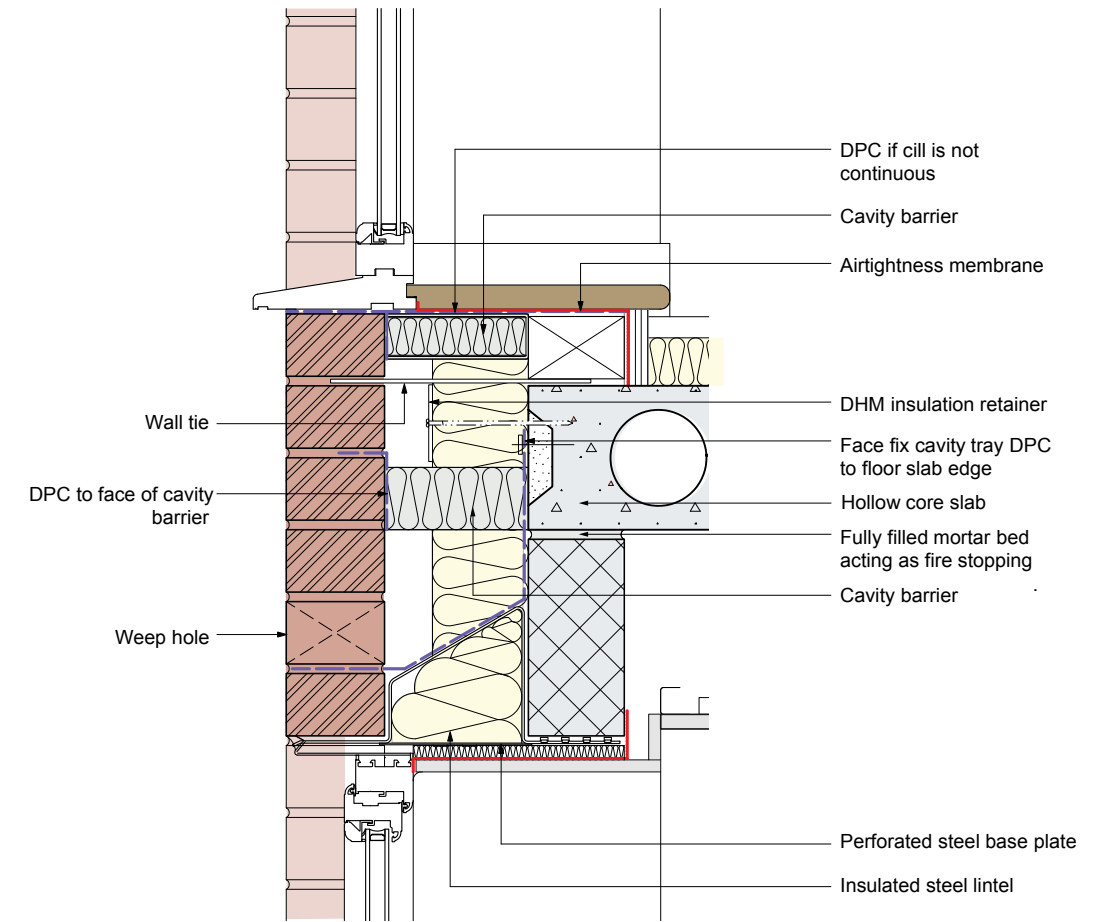 DPC if cill is not
continuous
Cavity barrier
Airtightness membrane
DHM insulation retainer
Wall tie
Face fix cavity tray DPC
to floor slab edge
DPC to face of cavity
barrier
Hollow core slab
Fully filled mortar bed
acting as fire stopping
Cavity barrier
Weep hole
Perforated steel base plate
Insulated steel lintel